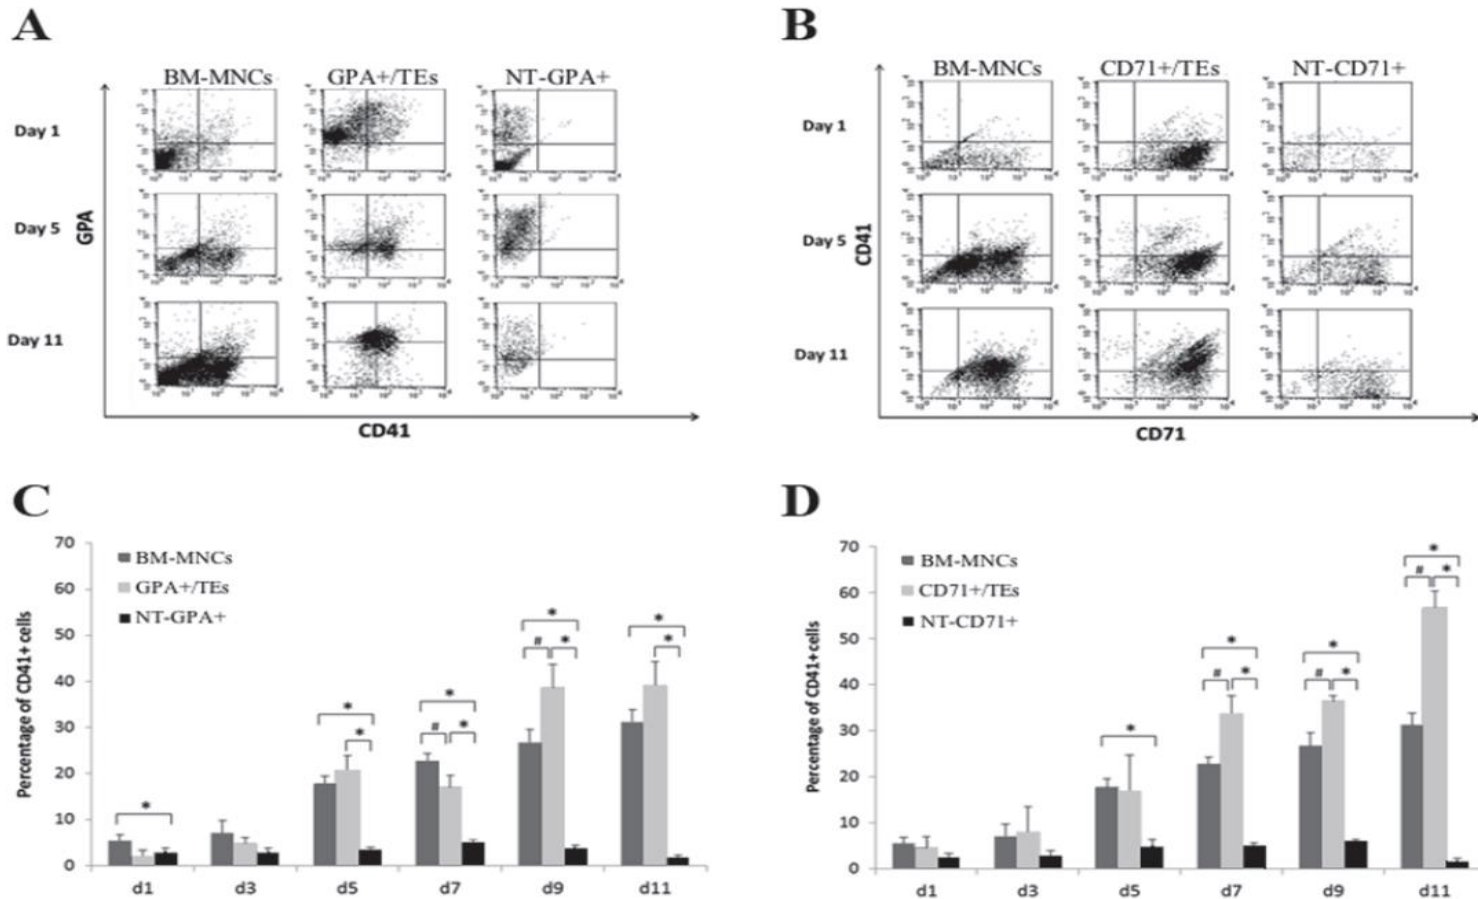 A
BM-MNCs GPA+/TEs NT-GPA+
Day 1
Day 5
Day 11
GPA
CD41
B
BM-MNCs CD71+/TEs NT-CD71+
Day 1
Day 5
Day 11
CD41
CD71
C
Percentage of CD41+cells
70
60
50
40
30
20
10
0
BM-MNCs
GPA+/TEs
NT-GPA+
* * * * # * * # * * *
d1 d3 d5 d7 d9 d11
D
Percentage of CD41+cells
70
60
50
40
30
20
10
0
BM-MNCs
CD71+/TEs
NT-CD71+
* * # * * # * * # *
d1 d3 d5 d7 d9 d11